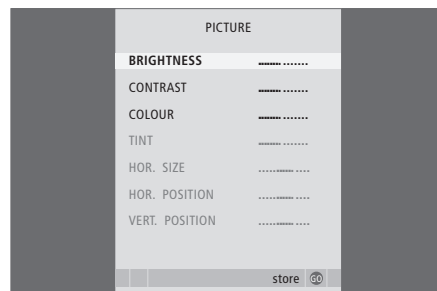 PICTURE
BRIGHTNESS
CONTRAST
COLOUR
TINT
HOR. SIZE
HOR. POSITION
VERT. POSITION
store GO